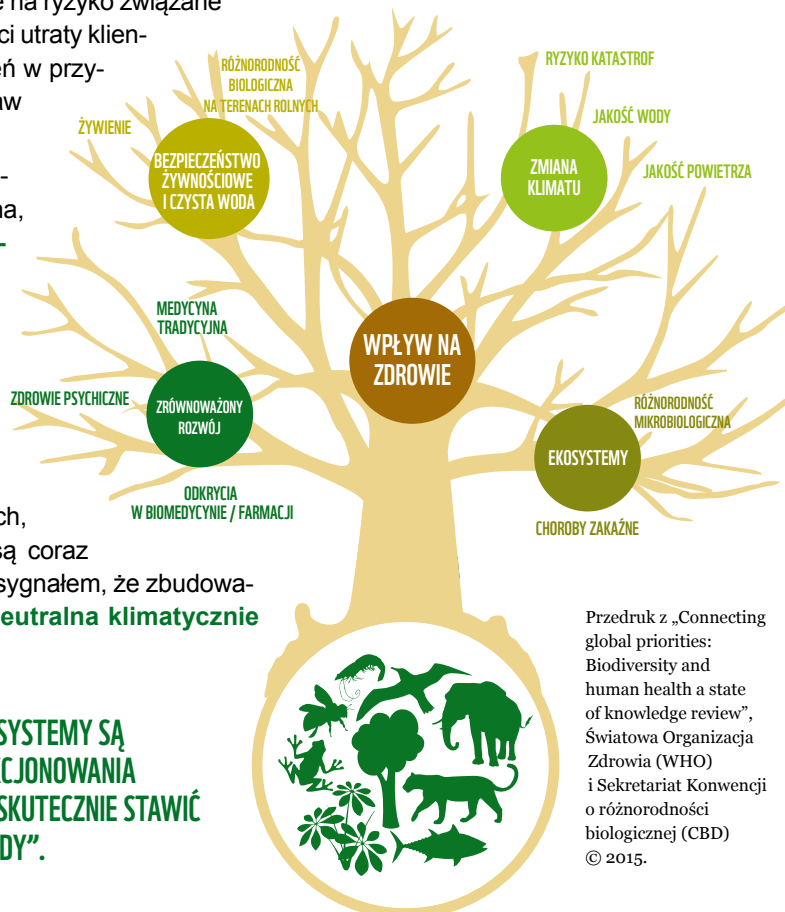 e na ryzyko związane
ci utraty klien-
eń w przy-
aw
-
na,
-
RÓŻNORODNOŚĆ
BIOLOGICZNA
NA TERENACH ROLNYCH
ŻYWIENIE
BEZPIECZEŃSTWO
ŻYWNOŚCIOWE
I CZYSTA WODA
RYZYKO KATASTROF
JAKOŚĆ WODY
ZMIANA
KLIMATU
JAKOŚĆ POWIETRZA
MEDYCYNA
TRADYCYJNA
WPŁYW NA
ZDROWIE
ZDROWIE PSYCHICZNE
ZRÓWNOWAŻONY
ROZWÓJ
RÓŻNORODNOŚĆ
MIKROBIOLOGICZNA
EKOSYSTEMY
ODKRYCIA
W BIOMEDYCYNIE / FARMACJI
CHOROBY ZAKAŹNE
ch,
są coraz
sygnałem, że zbudowa-
eutralna klimatycznie
SYSTEMY SĄ
CJONOWANIA
SKUTECZNIE STAWIĆ
DY”.
Przedruk z „Connecting
global priorities:
Biodiversity and
human health a state
of knowledge review”,
Światowa Organizacja
Zdrowia (WHO)
i Sekretariat Konwencji
o różnorodności
biologicznej (CBD)
© 2015.